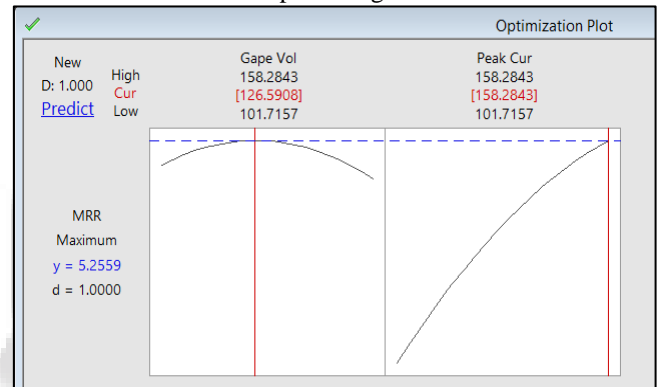 Optimization Plot
New
D: 1.000
Predict
High
Cur
Low
Gape Vol
158.2843
[126.5908]
101.7157
Peak Cur
158.2843
[158.2843]
101.7157
MRR
Maximum
y = 5.2559
d = 1.0000